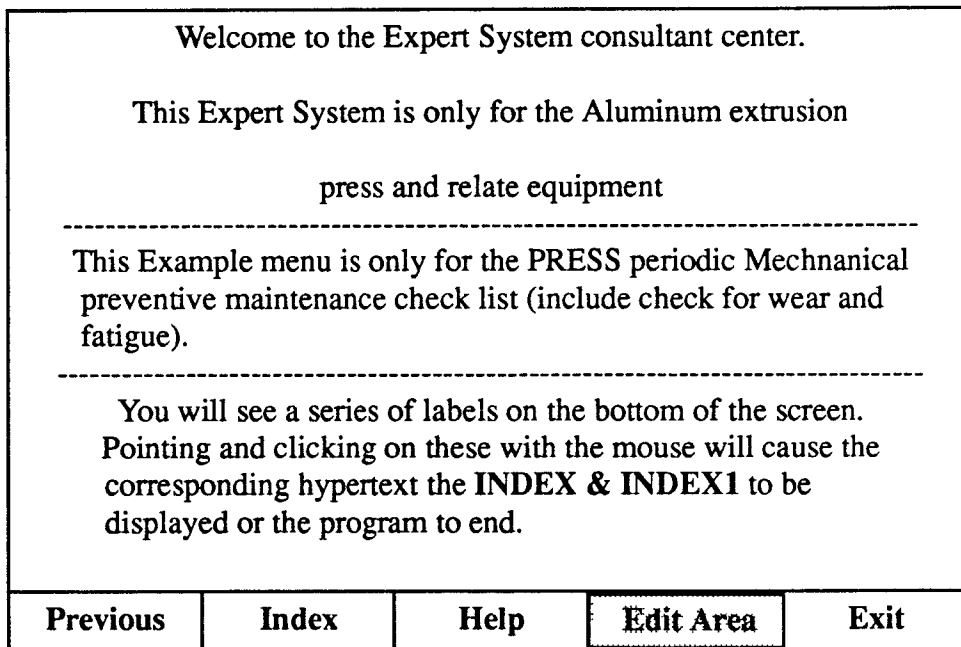 Welcome to the Expert System consultant center.
This Expert System is only for the Aluminum extrusion
press and relate equipment
This Example menu is only for the PRESS periodic Mechnanical
preventive maintenance check list (include check for wear and
fatigue).
You will see a series of labels on the bottom of the screen.
Pointing and clicking on these with the mouse will cause the
corresponding hypertext the INDEX & INDEX1 to be
displayed or the program to end.
Previous Index Help Edit Area Exit